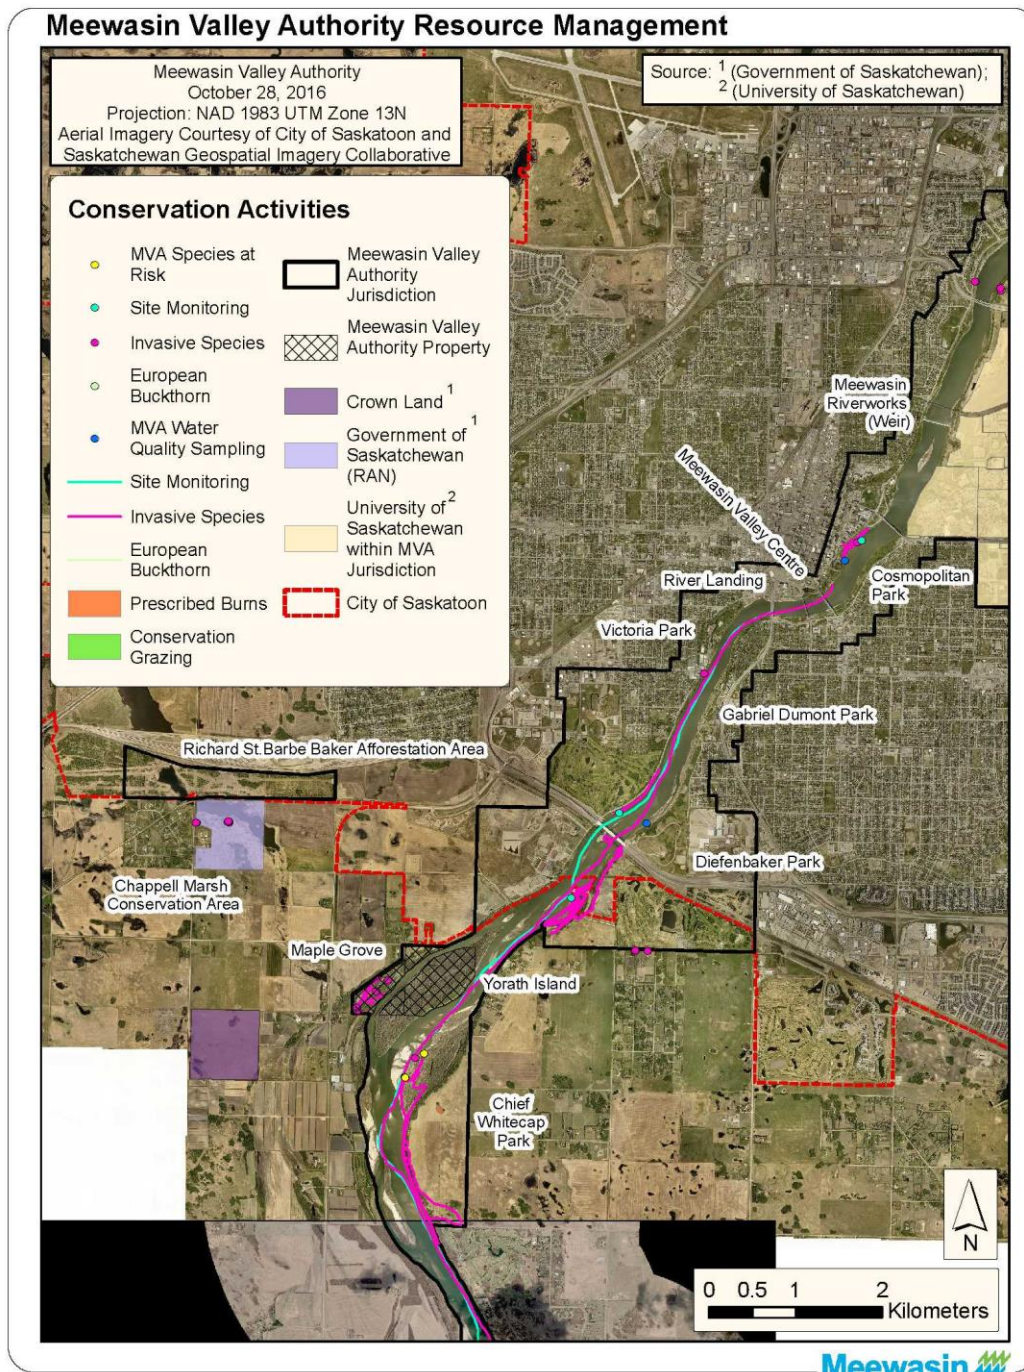 Meewasin Valley Authority Resource Management
Meewasin Valley Authority
October 28, 2016
Projection: NAD 1983 UTM Zone 13N
Aerial Imagery Courtesy of City of Saskatoon and
Saskatchewan Geospatial Imagery Collaborative
Source: 1 (Government of Saskatchewan);
2 (University of Saskatchewan)
Conservation Activities
MVA Species at
Risk
Site Monitoring
Invasive Species
European
Buckthorn
MVA Water
Quality Sampling
Site Monitoring
Invasive Species
European
Buckthorn
Prescribed Burns
Conservation
Grazing
Meewasin Valley
Authority
Jurisdiction
Meewasin Valley
Authority Property
Crown Land 1
Government of 1
Saskatchewan
(RAN)
University of 2
Saskatchewan
within MVA
Jurisdiction
City of Saskatoon
Meewasin
Riverworks
(Weir)
Meewasin Valley Centre
River Landing
Cosmopolitan
Park
Victoria Park
Gabriel Dumont Park
Richard St.Barbe Baker Afforestation Area
Diefenbaker Park
Chappell Marsh
Conservation Area
Maple Grove
Yorath Island
Chief
Whitecap
Park
N
0 0.5 1 2
Kilometers
Meewasin